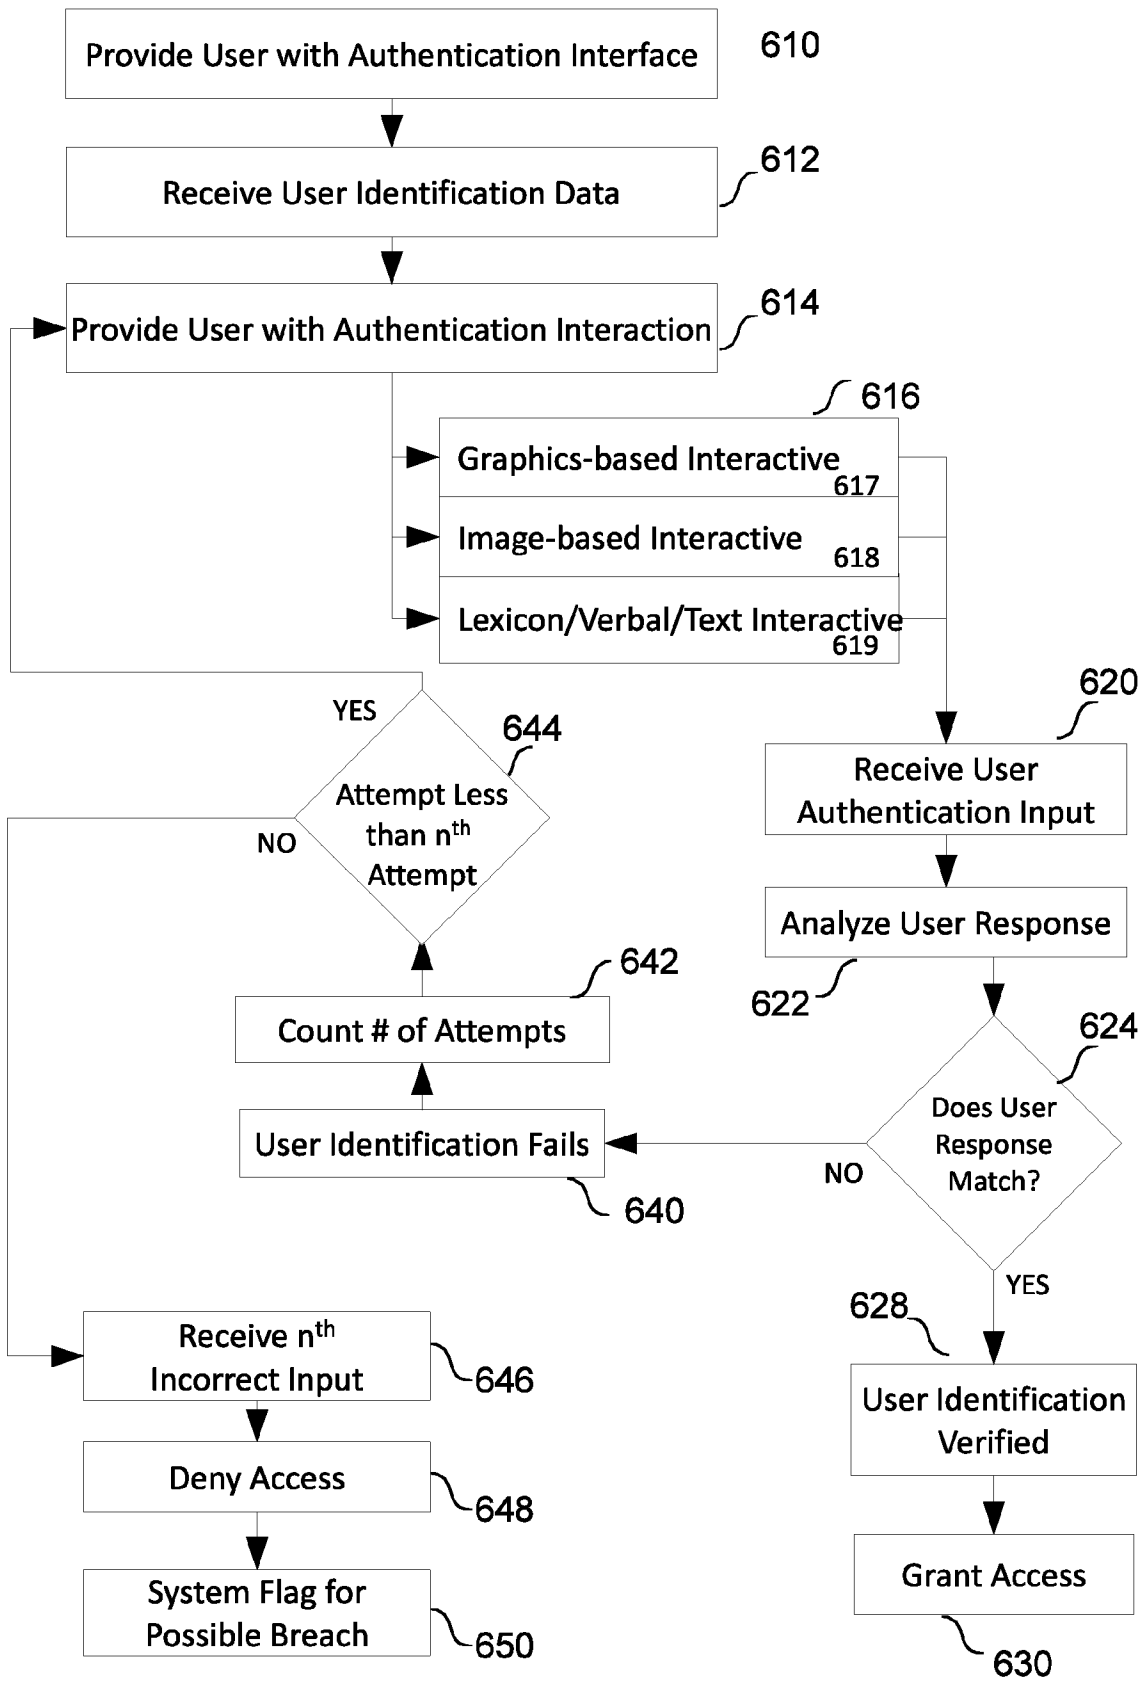 Provide User with Authentication Interface
610
Receive User Identification Data
612
Provide User with Authentication Interaction
614
616
Graphics-based Interactive
617
Image-based Interactive
618
Lexicon/Verbal/Text Interactive
619
620
Receive User
Authentication Input
Analyze User Response
622
624
Does User
Response
Match?
NO
YES
628
User Identification
Verified
Grant Access
630
User Identification Fails
640
642
Count # of Attempts
644
Attempt Less
than nth
Attempt
YES
NO
Receive nth
Incorrect Input
646
Deny Access
648
System Flag for
Possible Breach
650